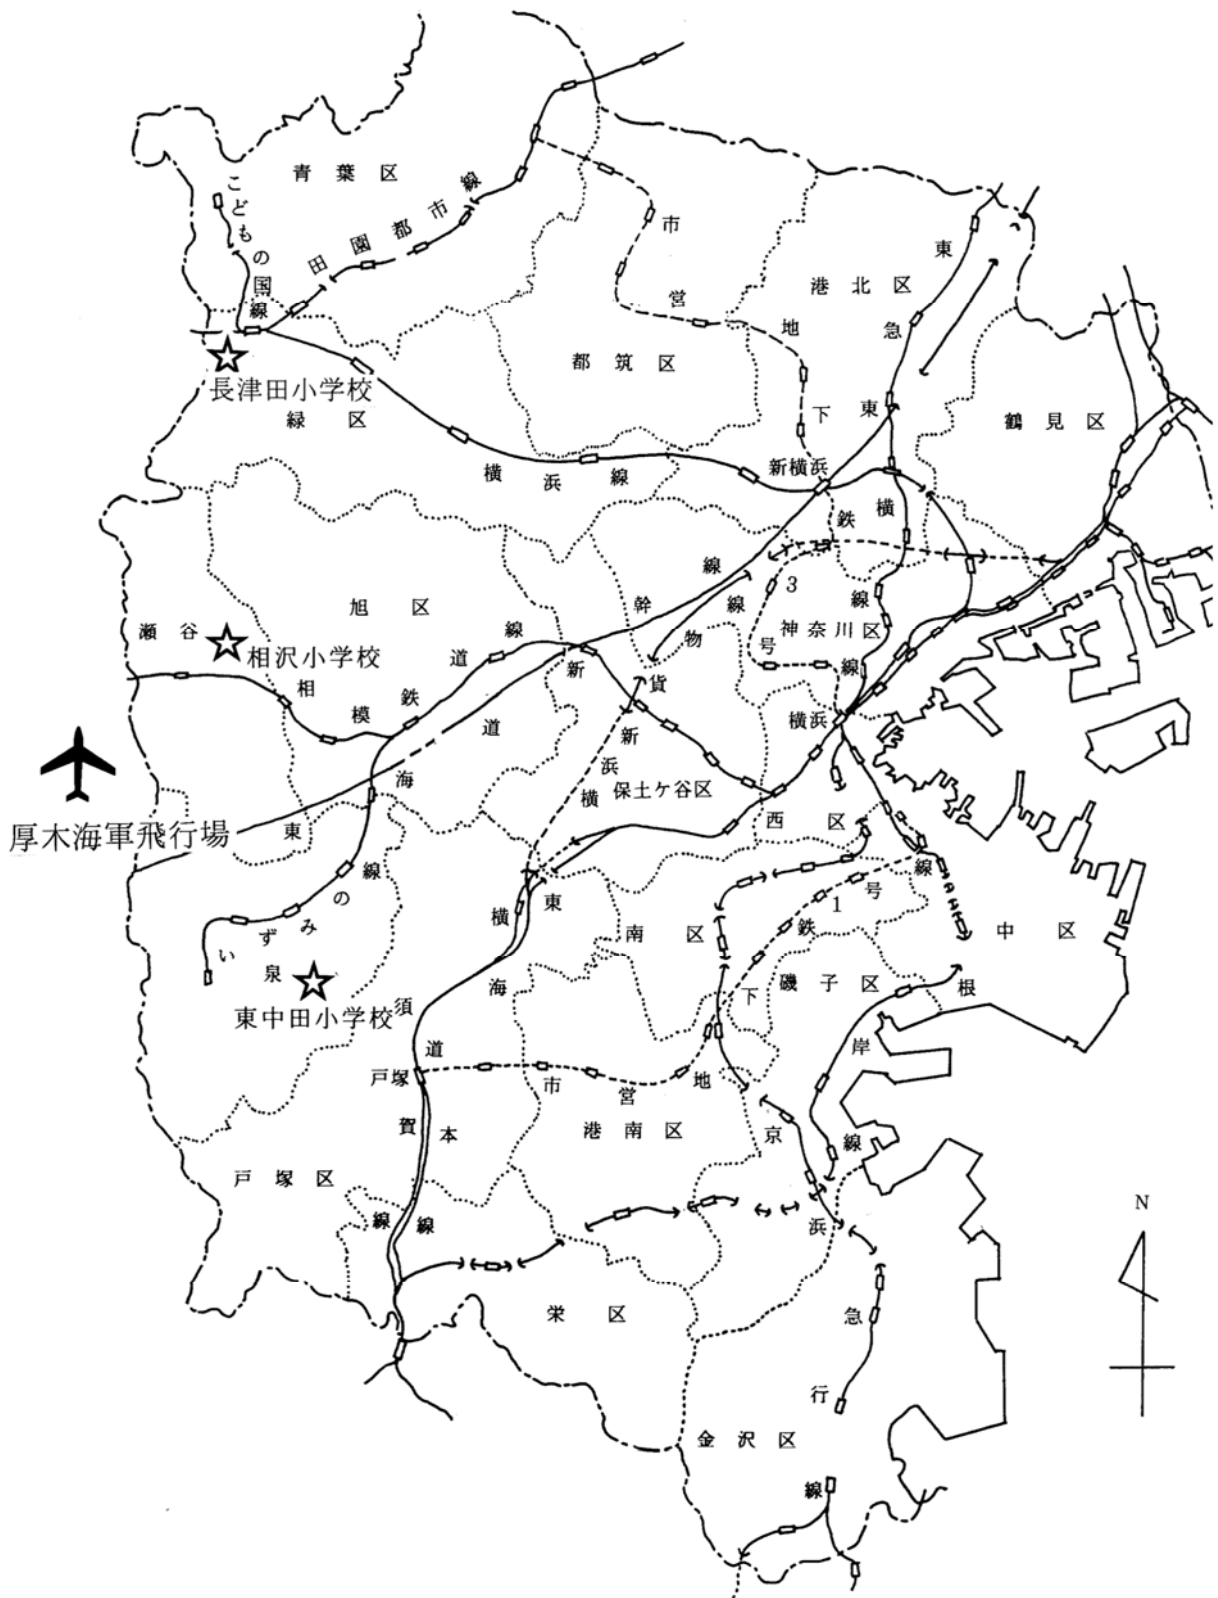 青葉区
こどもの国線
田園都市線
市営地下鉄3号線
港北区
東急東横線
都筑区
鶴見区
長津田小学校
緑区
横浜線
新横浜
旭区
瀬谷
相沢小学校
相模鉄道線
東海道新幹線
貨物線
神奈川区
横浜
新横浜
保土ケ谷区
西区
厚木海軍飛行場
いずみの線
泉
東中田小学校
横須賀線
東海道本線
南区
市営地下鉄1号線
中区
磯子区
根岸線
戸塚
港南区
京浜急行線
戸塚区
栄区
金沢区
N